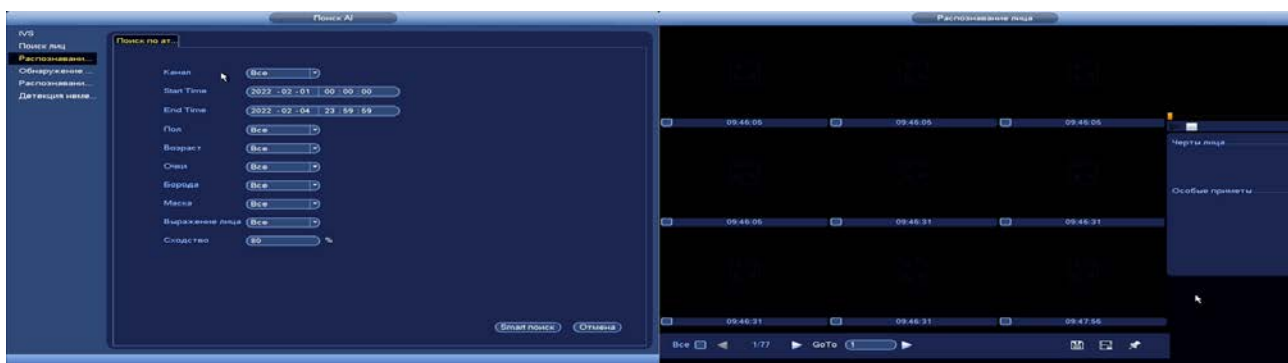 Поиск AI
IVS
Поиск лиц
Распознавани...
Обнаружение ...
Распознавани...
Детекция неме...
Поиск по ат...
Канал Все
Start Time 2022 - 02 - 01 00 : 00 : 00
End Time 2022 - 02 - 04 23 : 59 : 59
Пол Все
Возраст Все
Очки Все
Борода Все
Маска Все
Выражение лица Все
Сходство 80 %
Smart поиск Отмена
Распознавание лица
09:46:05 09:46:05 09:46:05
09:46:05 09:46:31 09:46:31
09:46:31 09:46:31 09:47:56
Черты лица
Особые приметы
Все 1/77 GoTo 1